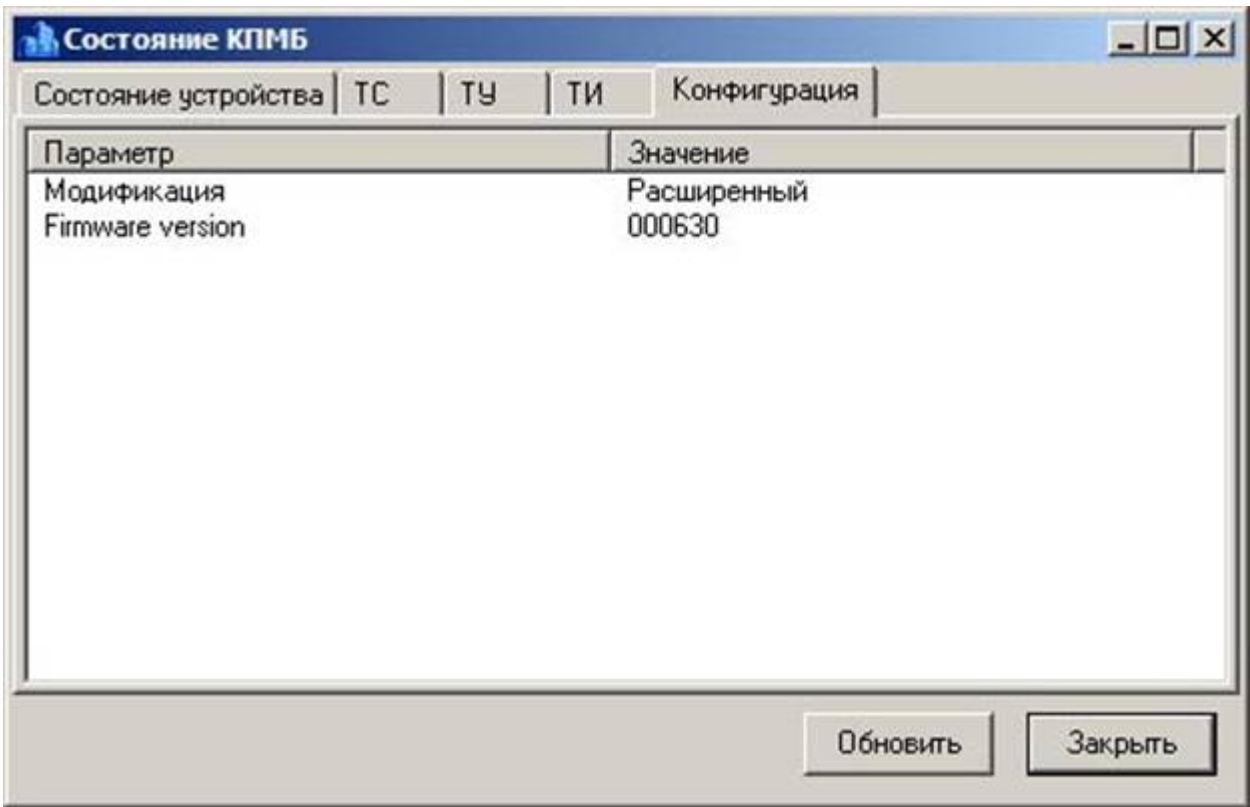 Состояние КПМБ
Состояние устройства ТС ТУ ТИ Конфигурация
Параметр Значение
Модификация Расширенный
Firmware version 000630
Обновить Закрыть